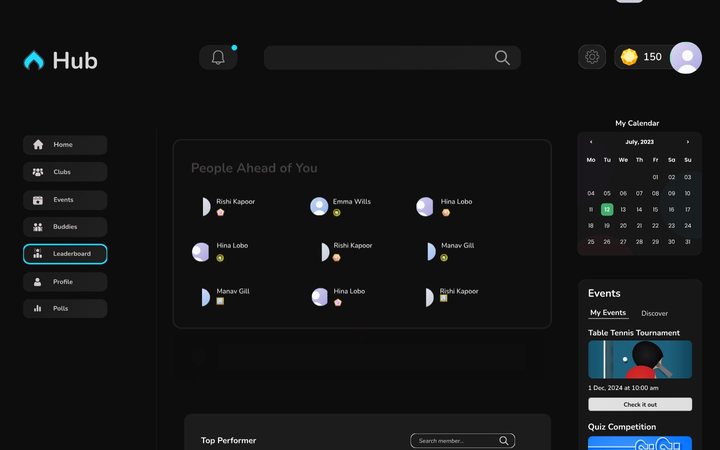 Hub
150
Home
Clubs
Events
Buddies
Leaderboard
Profile
Polls
People Ahead of You
Rishi Kapoor
Emma Wills
Hina Lobo
Hina Lobo
Rishi Kapoor
Manav Gill
Manav Gill
Hina Lobo
Rishi Kapoor
Top Performer
Search member...
My Calendar
July, 2023
Mo Tu We Th Fr Sa Su
01 02 03
04 05 06 07 08 09 10
11 12 13 14 15 16 17
18 19 20 21 22 23 24
25 26 27 28 29 30 31
Events
My Events Discover
Table Tennis Tournament
1 Dec, 2024 at 10:00 am
Check it out
Quiz Competition